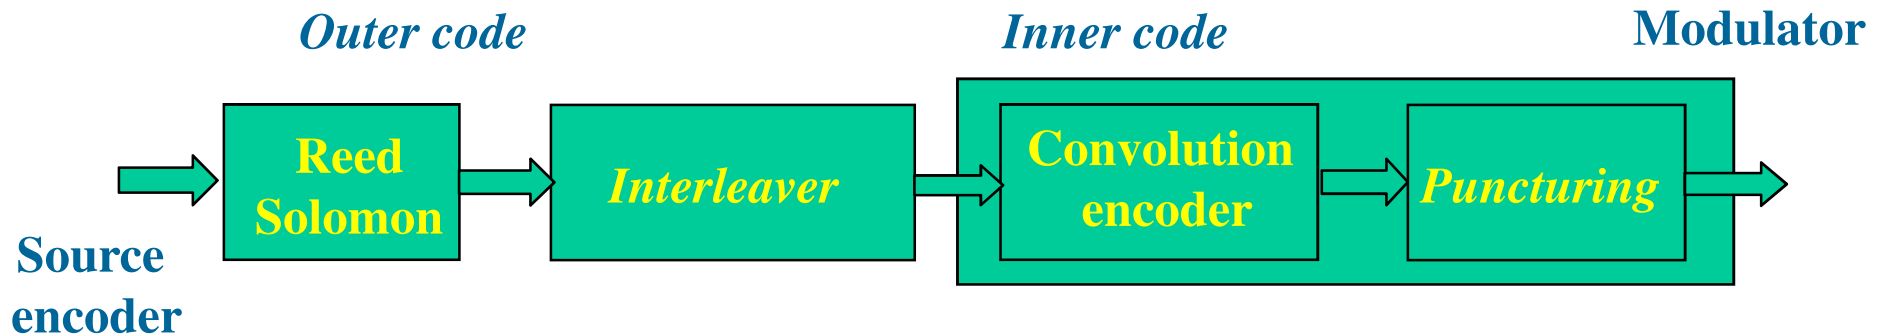 Outer code
Inner code
Modulator
Reed
Solomon
Interleaver
Convolution
encoder
Puncturing
Source
encoder